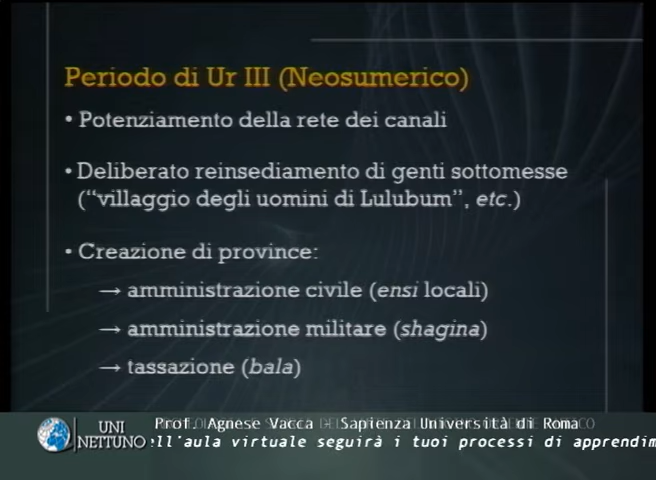 Periodo di Ur III (Neosumerico)
• Potenziamento della rete dei canali
• Deliberato reinsediamento di genti sottomesse
("villaggio degli uomini di Lulubum", etc.)
• Creazione di province:
→ amministrazione civile (ensi locali)
→ amministrazione militare (shagina)
→ tassazione (bala)
UNI
NETTUNO
Prof. Agnese Vacca - Sapienza Università di Roma
ell'aula virtuale seguirà i tuoi processi di apprendim